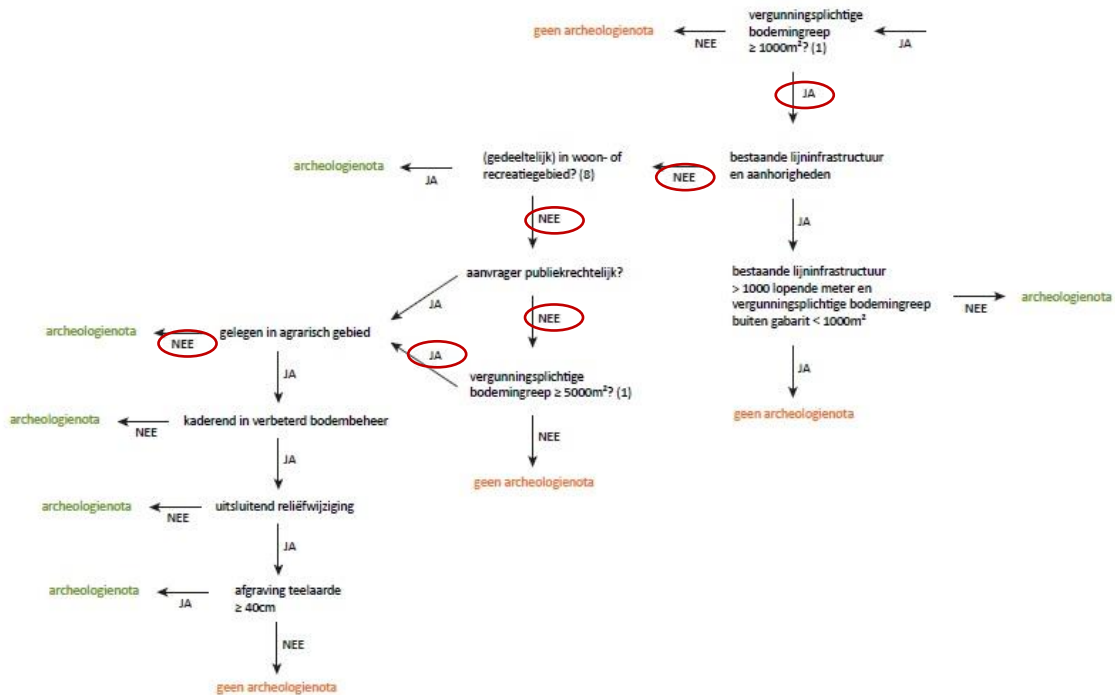 vergunningsplichtige
bodemingreep
≥ 1000m²? (1)
geen archeologienota
NEE
JA
JA
(gedeeltelijk) in woon- of
recreatiegebied? (8)
bestaande lijninfrastructuur
en aanhorigheden
archeologienota
JA
NEE
NEE
JA
aanvrager publiekrechtelijk?
bestaande lijninfrastructuur
> 1000 lopende meter en
vergunningsplichtige bodemingreep
buiten gabarit < 1000m²
archeologienota
NEE
JA
NEE
archeologienota
gelegen in agrarisch gebied
NEE
JA
JA
vergunningsplichtige
bodemingreep ≥ 5000m²? (1)
JA
geen archeologienota
archeologienota
kaderend in verbeterd bodembeheer
NEE
NEE
JA
geen archeologienota
archeologienota
uitsluitend reliëfwijziging
NEE
JA
archeologienota
afgraving teelaarde
≥ 40cm
JA
NEE
geen archeologienota